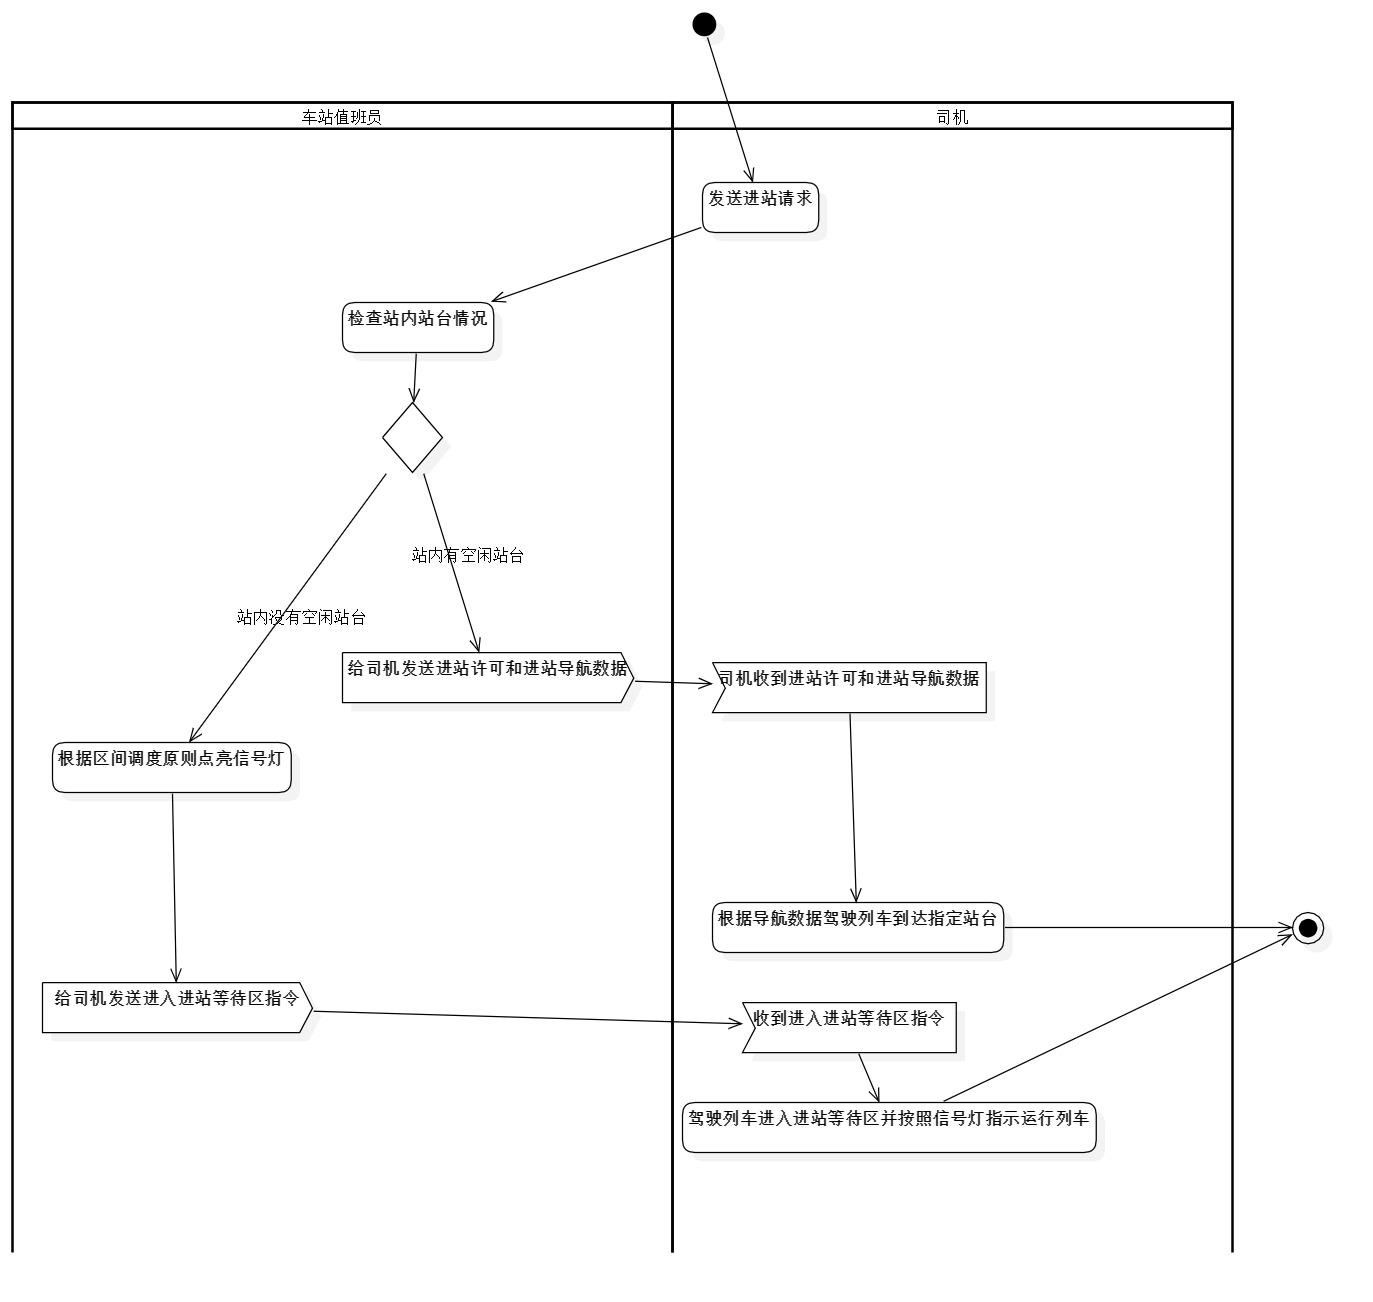 车站值班员
司机
发送进站请求
检查站内站台情况
站内有空闲站台
站内没有空闲站台
给司机发送进站许可和进站导航数据
司机收到进站许可和进站导航数据
根据区间调度原则点亮信号灯
根据导航数据驾驶列车到达指定站台
给司机发送进入进站等待区指令
收到进入进站等待区指令
驾驶列车进入进站等待区并按照信号灯指示运行列车